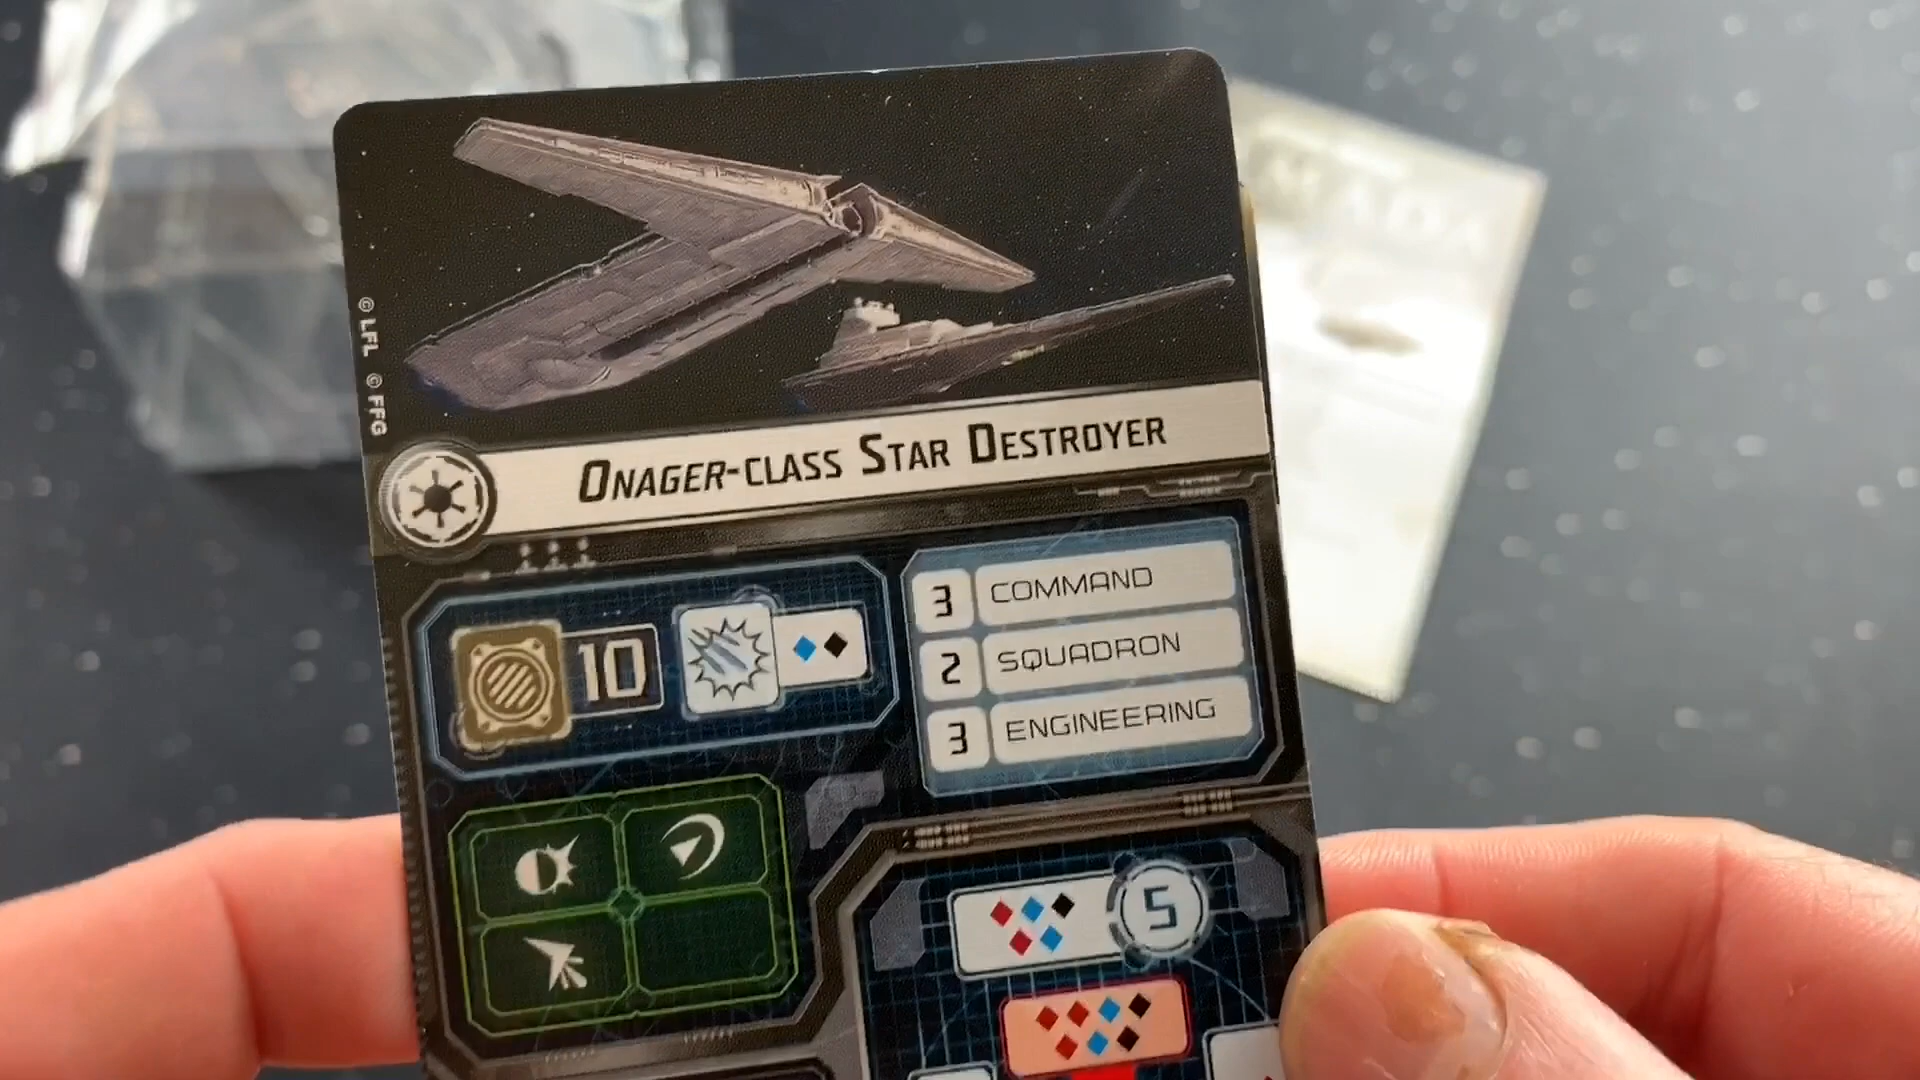 © LFL © FFG
ONAGER-CLASS STAR DESTROYER
10
3 COMMAND
2 SQUADRON
3 ENGINEERING
5